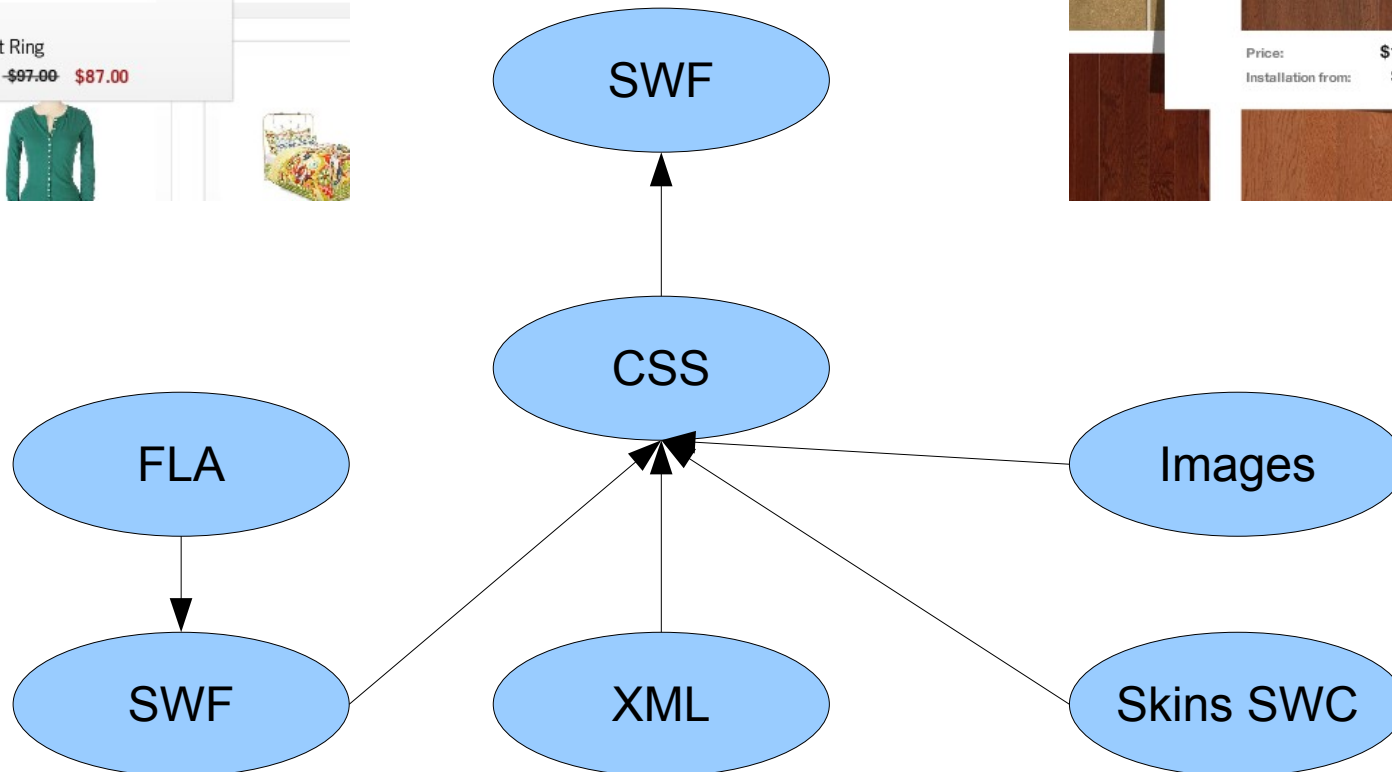 t Ring
$97.00 $87.00
SWF
Price: $
Installation from:
CSS
FLA
Images
SWF
XML
Skins SWC